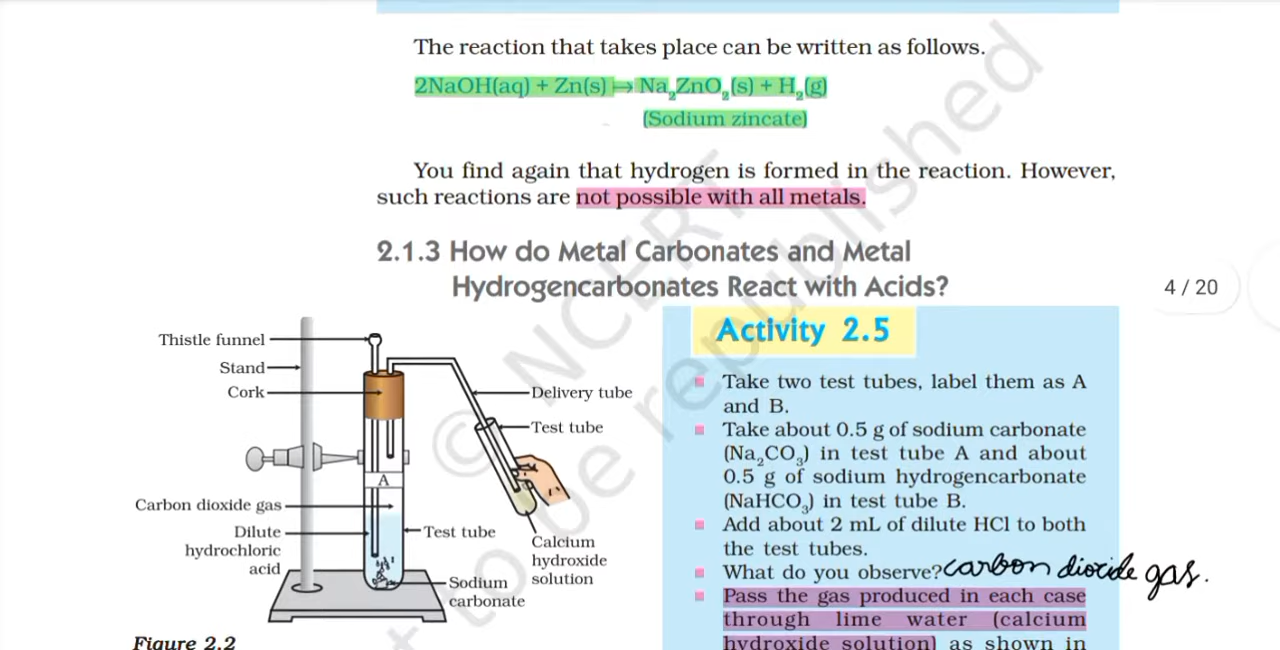 The reaction that takes place can be written as follows.
2NaOH(aq) + Zn(s) → Na₂ZnO₂(s) + H₂(g)
(Sodium zincate)
You find again that hydrogen is formed in the reaction. However,
such reactions are not possible with all metals.
2.1.3 How do Metal Carbonates and Metal
Hydrogencarbonates React with Acids?
4 / 20
Thistle funnel
Stand
Cork
Delivery tube
Test tube
A
Carbon dioxide gas
Dilute
hydrochloric
acid
Test tube
Calcium
hydroxide
solution
Sodium
carbonate
Figure 2.2
Activity 2.5
Take two test tubes, label them as A
and B.
Take about 0.5 g of sodium carbonate
(Na₂CO₃) in test tube A and about
0.5 g of sodium hydrogencarbonate
(NaHCO₃) in test tube B.
Add about 2 mL of dilute HCl to both
the test tubes.
What do you observe? carbon dioxide gas.
Pass the gas produced in each case
through lime water (calcium
hydroxide solution) as shown in
© NCERT
not to be republished